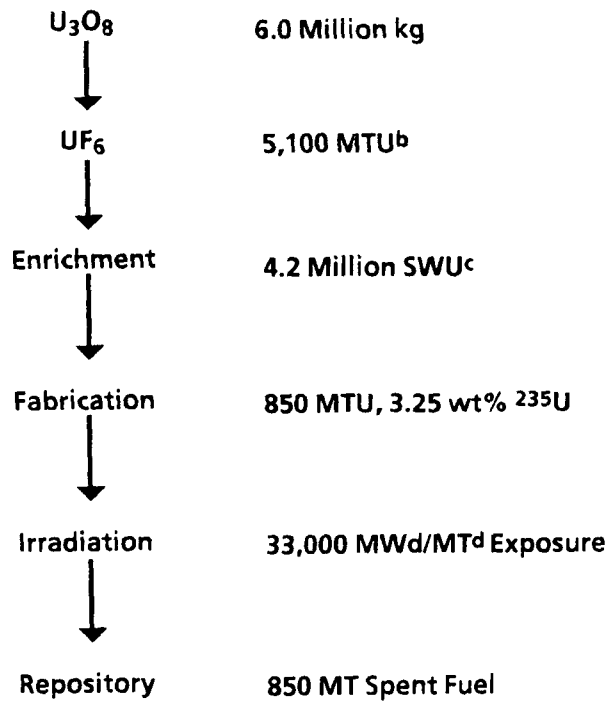 U₃O₈ 6.0 Million kg
UF₆ 5,100 MTUᵇ
Enrichment 4.2 Million SWUᶜ
Fabrication 850 MTU, 3.25 wt% ²³⁵U
Irradiation 33,000 MWd/MTᵈ Exposure
Repository 850 MT Spent Fuel